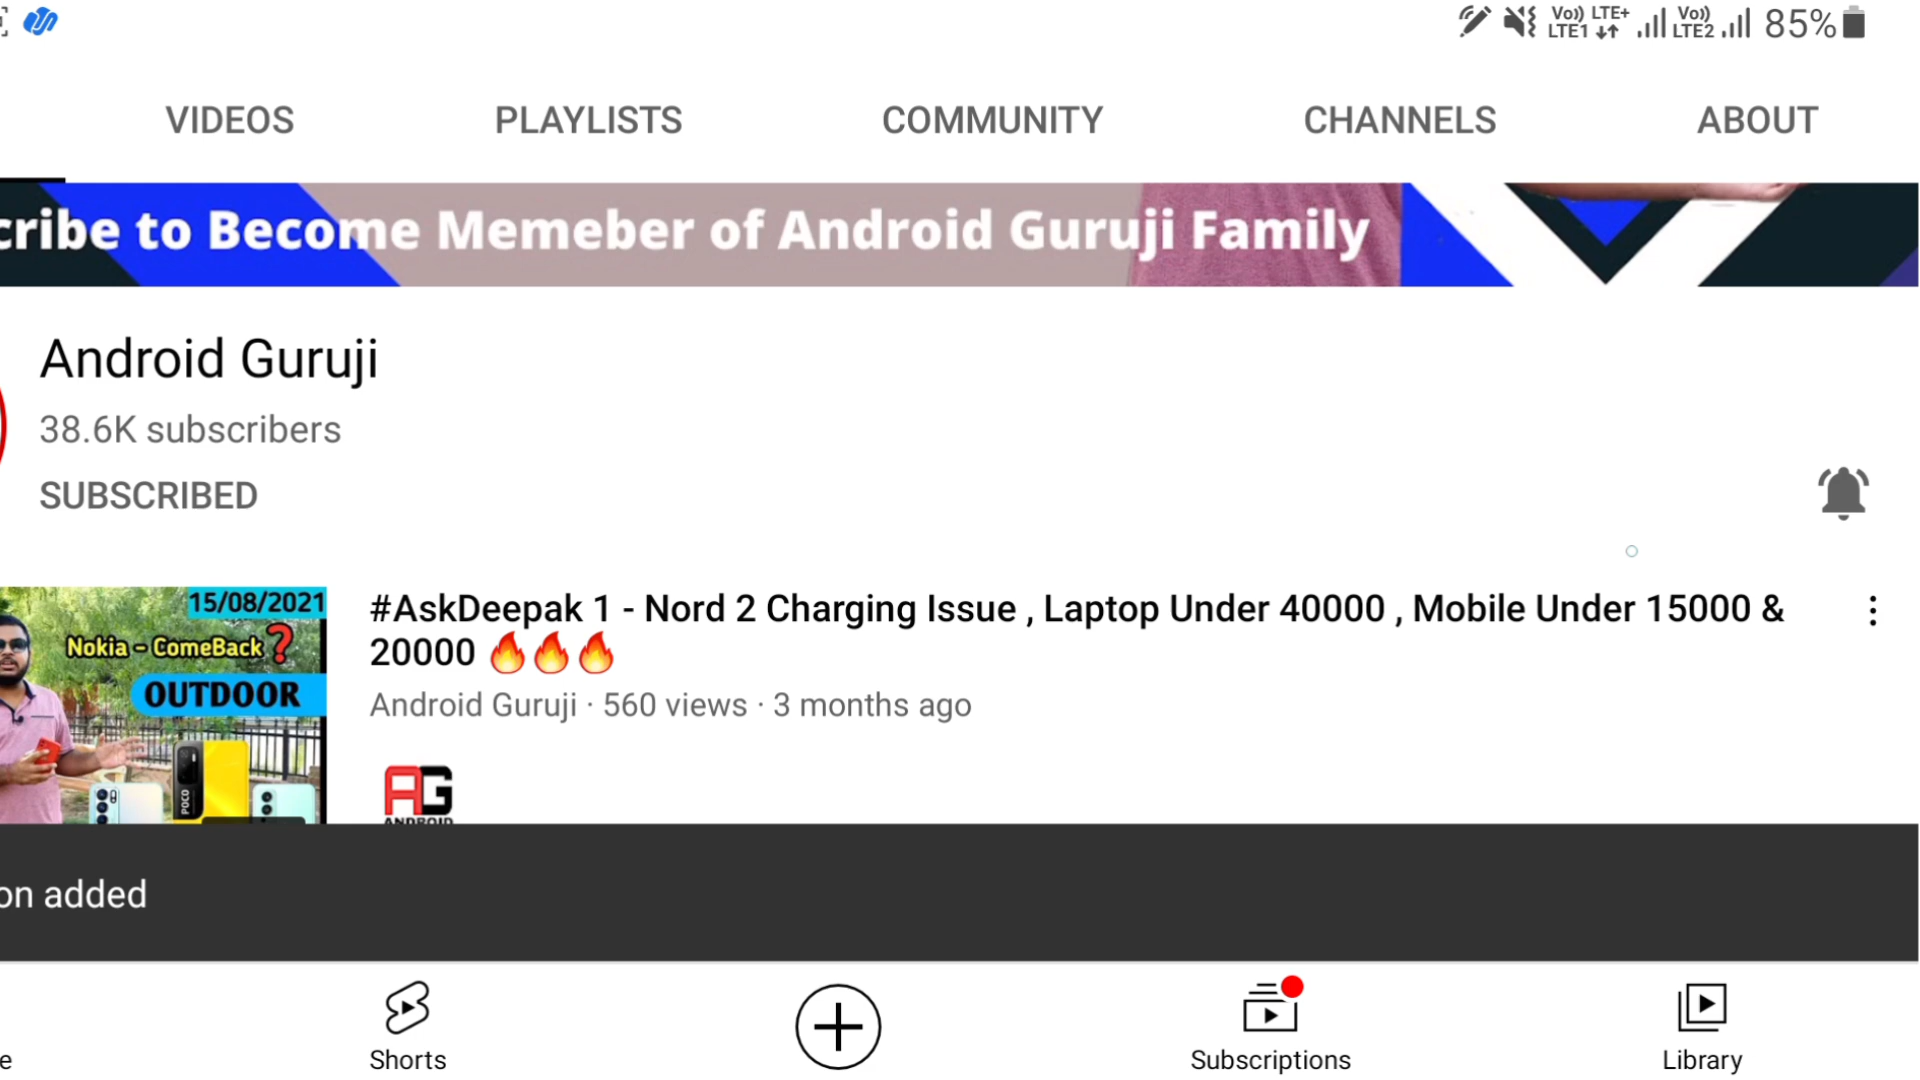 Vo)) LTE+
LTE1 LTE2 Vo)) 85%
VIDEOS PLAYLISTS COMMUNITY CHANNELS ABOUT
cribe to Become Memeber of Android Guruji Family
Android Guruji
38.6K subscribers
SUBSCRIBED
15/08/2021
Nokia - ComeBack ?
OUTDOOR
POCO
#AskDeepak 1 - Nord 2 Charging Issue , Laptop Under 40000 , Mobile Under 15000 &
20000 🔥🔥🔥
Android Guruji · 560 views · 3 months ago
AG
ANDROID
on added
e Shorts Subscriptions Library